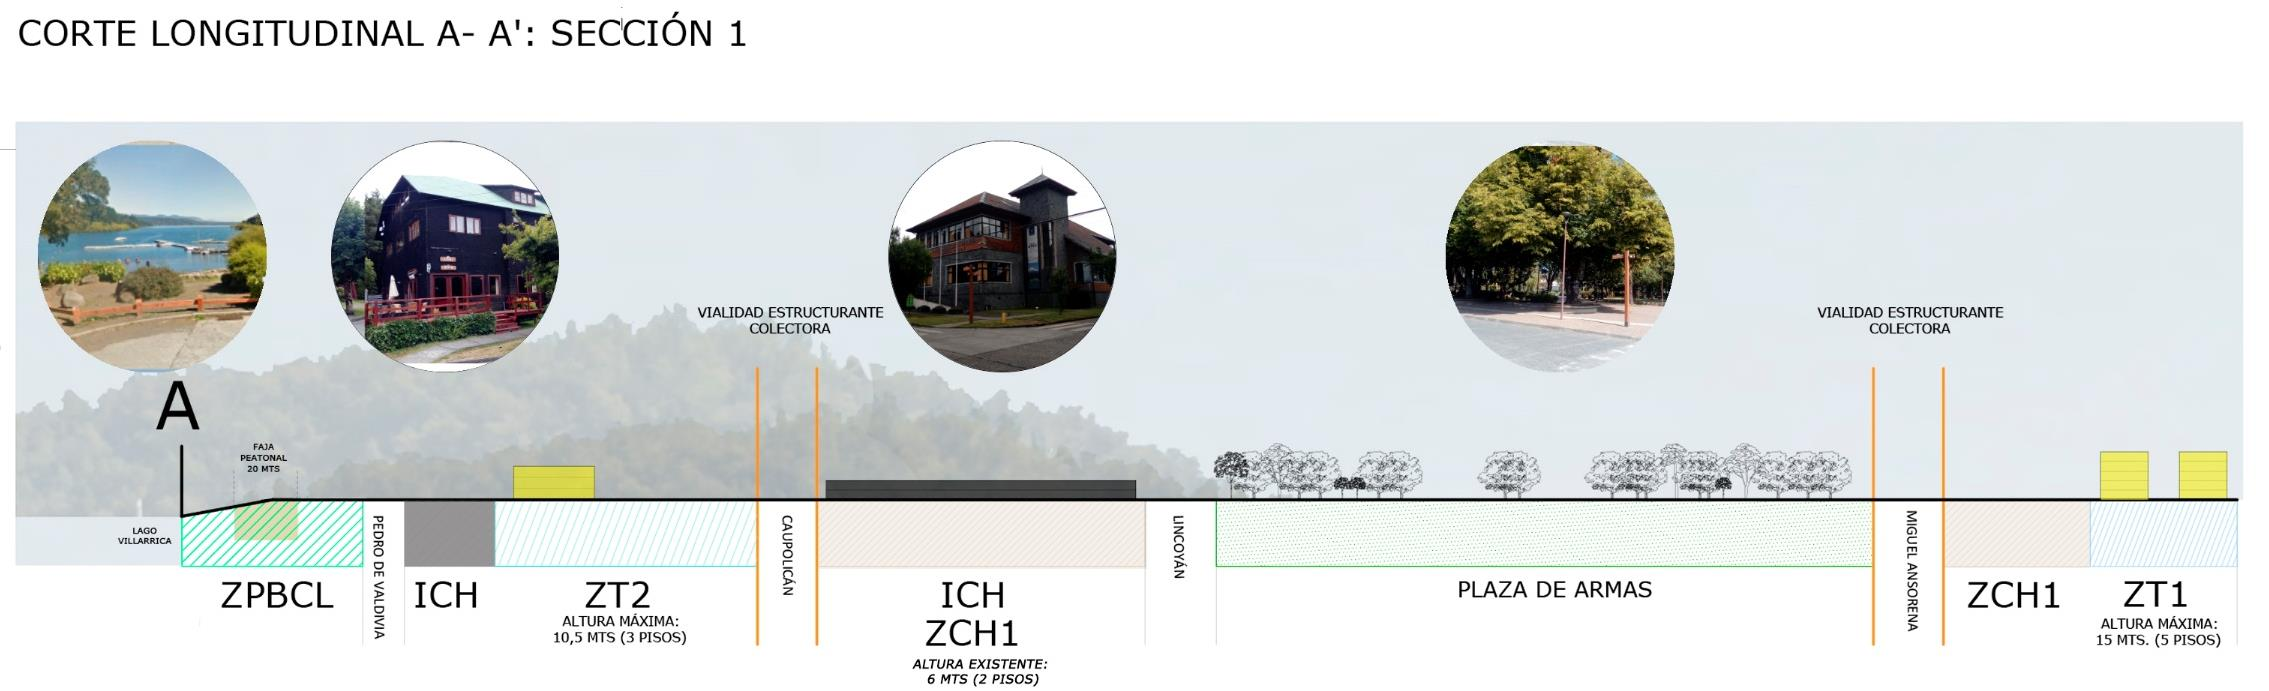 CORTE LONGITUDINAL A- A': SECCIÓN 1
VIALIDAD ESTRUCTURANTE
COLECTORA
VIALIDAD ESTRUCTURANTE
COLECTORA
A
FAJA
PEATONAL
20 MTS
LAGO
VILLARRICA
ZPBCL
PEDRO DE VALDIVIA
ICH
ZT2
ALTURA MÁXIMA:
10,5 MTS (3 PISOS)
CAUPOLICÁN
ICH
ZCH1
ALTURA EXISTENTE:
6 MTS (2 PISOS)
LINCOYÁN
PLAZA DE ARMAS
MIGUEL ANSORENA
ZCH1
ZT1
ALTURA MÁXIMA:
15 MTS. (5 PISOS)